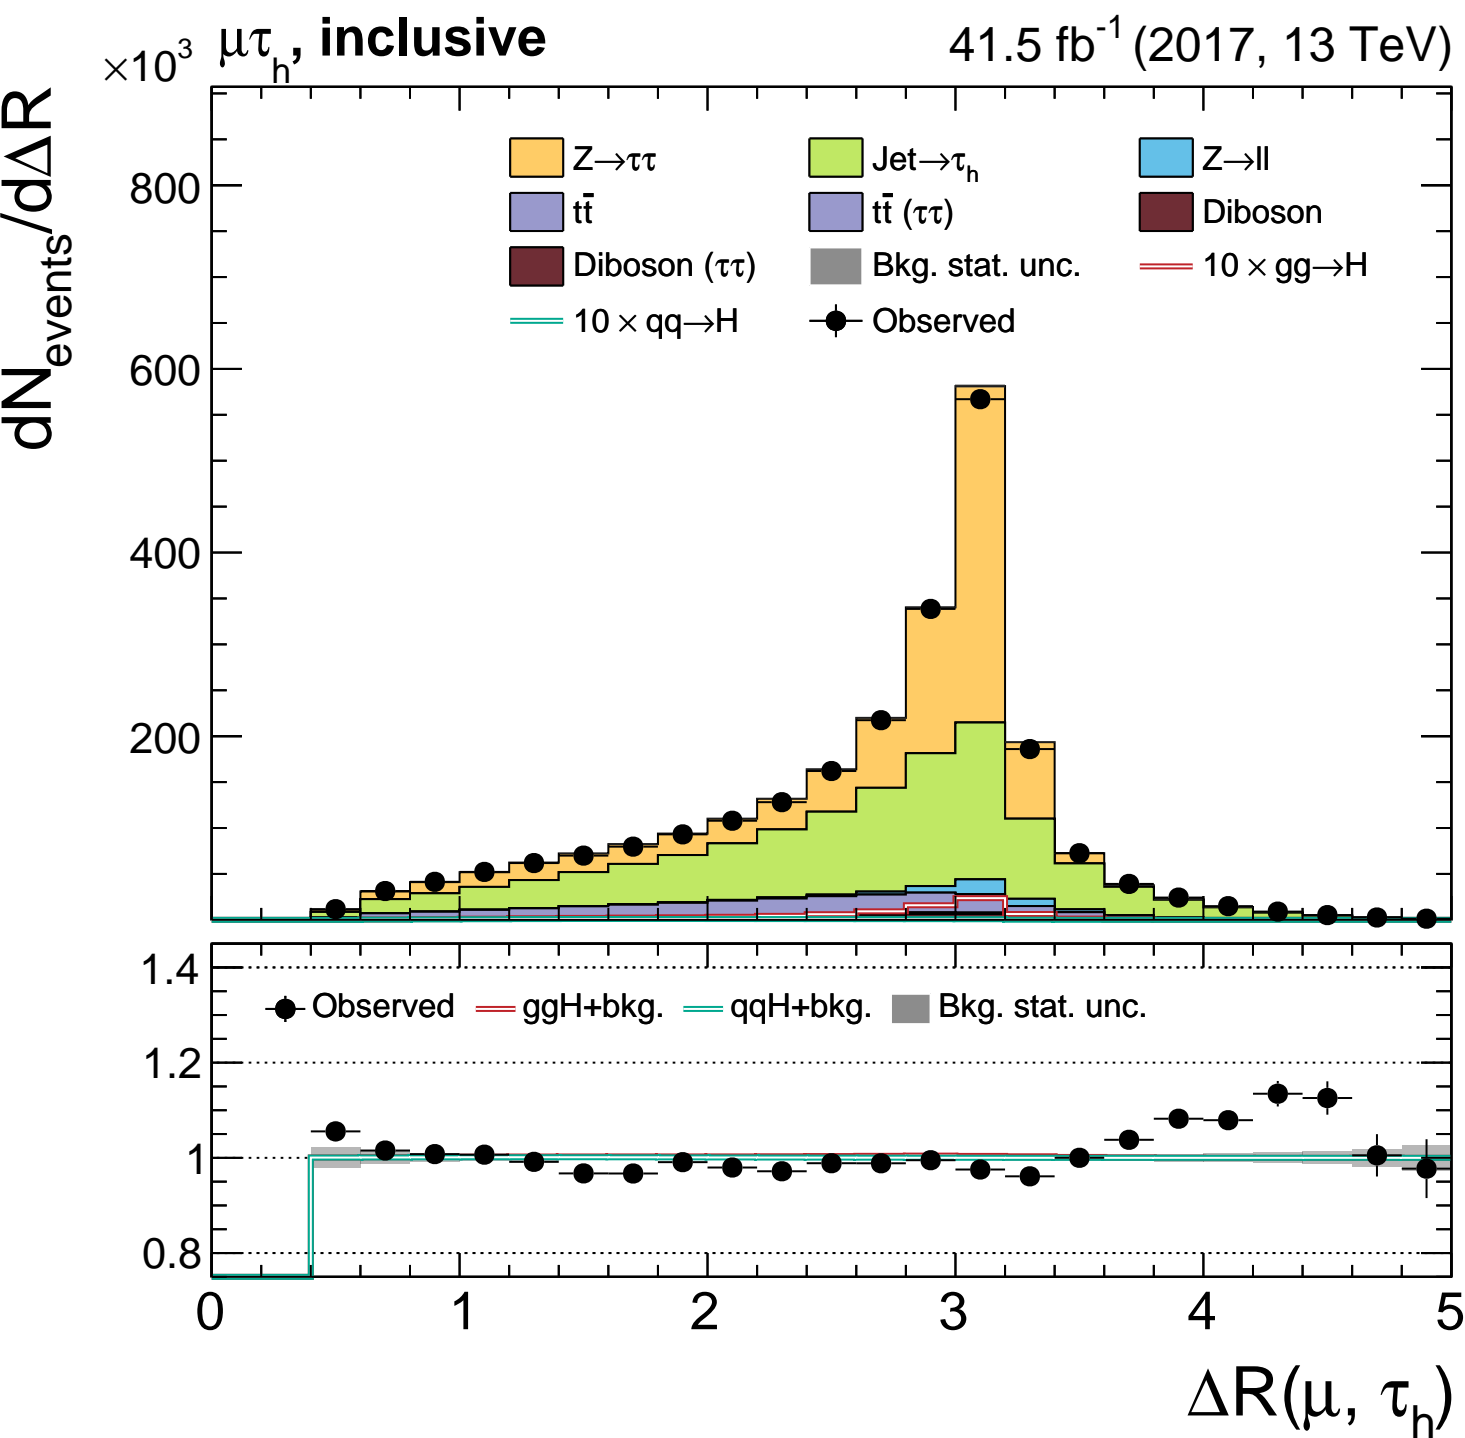 ×10³ μτₕ, inclusive 41.5 fb⁻¹ (2017, 13 TeV)
dN_events/dΔR
Z→ττ Jet→τₕ Z→ll
tt̄ tt̄ (ττ) Diboson
Diboson (ττ) Bkg. stat. unc. 10 × gg→H
10 × qq→H Observed
800
600
400
200
1.4
Observed ggH+bkg. qqH+bkg. Bkg. stat. unc.
1.2
1
0.8
0 1 2 3 4 5
ΔR(μ, τₕ)